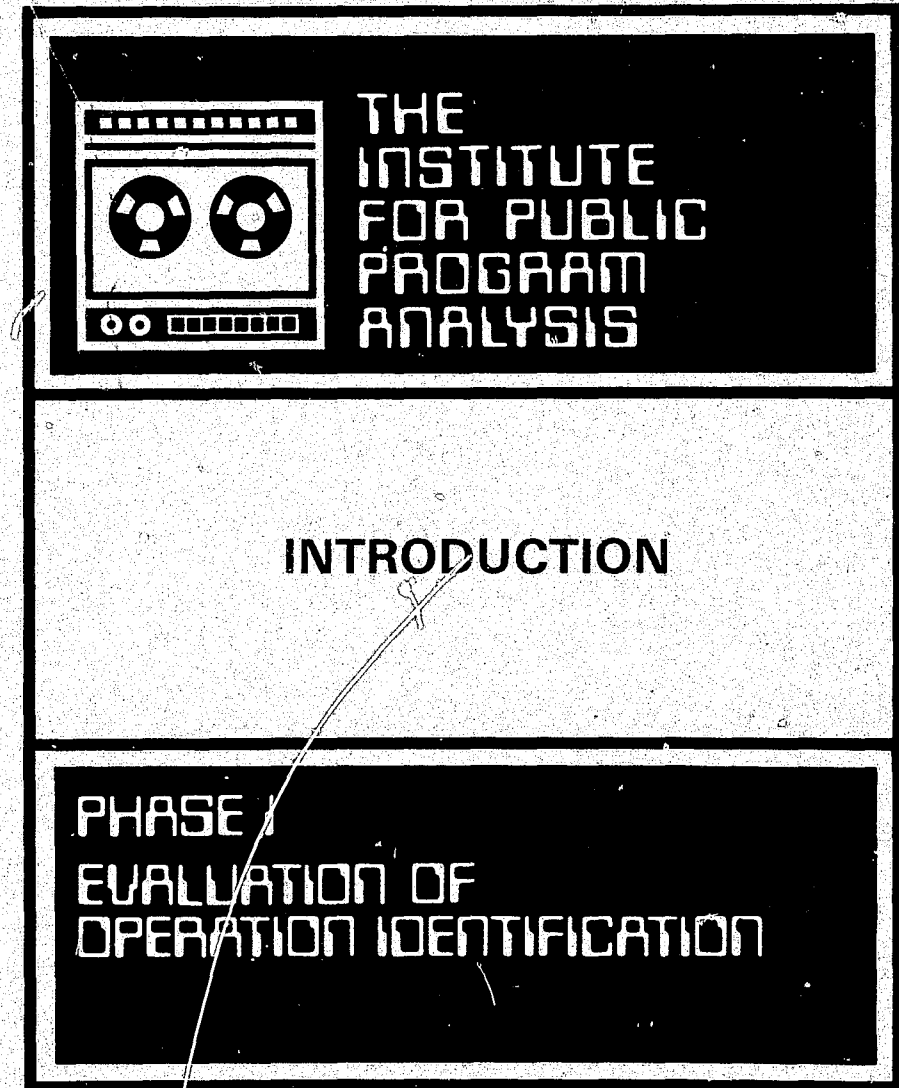 THE
INSTITUTE
FOR PUBLIC
PROGRAM
ANALYSIS
INTRODUCTION
PHASE I
EVALUATION OF
OPERATION IDENTIFICATION